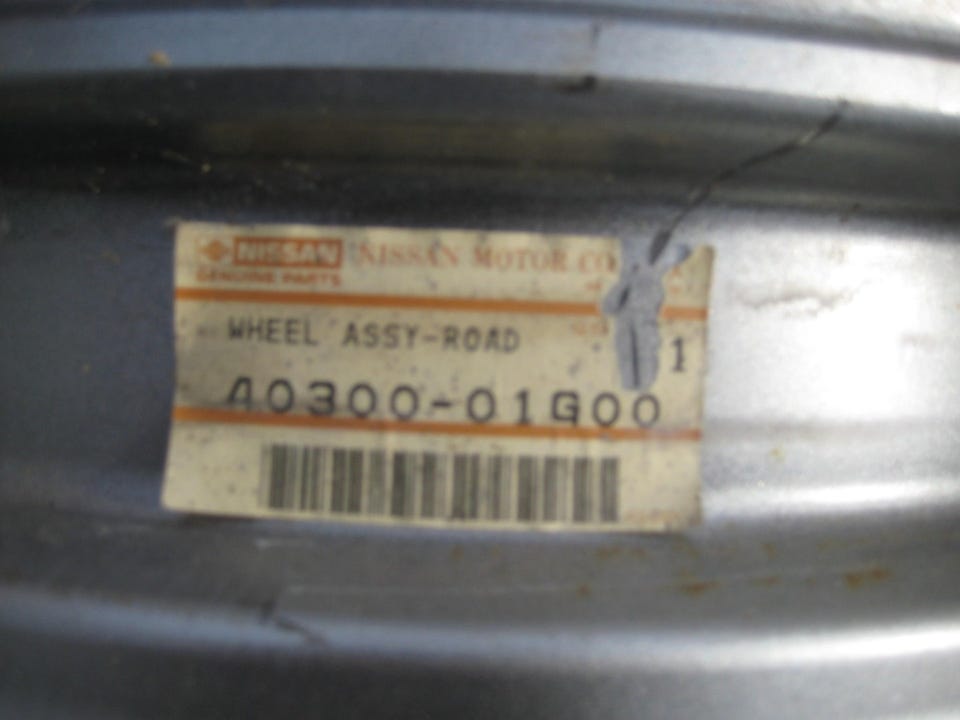 NISSAN NISSAN MOTOR CO
GENUINE PARTS
WHEEL ASSY-ROAD
1
40300-01G00